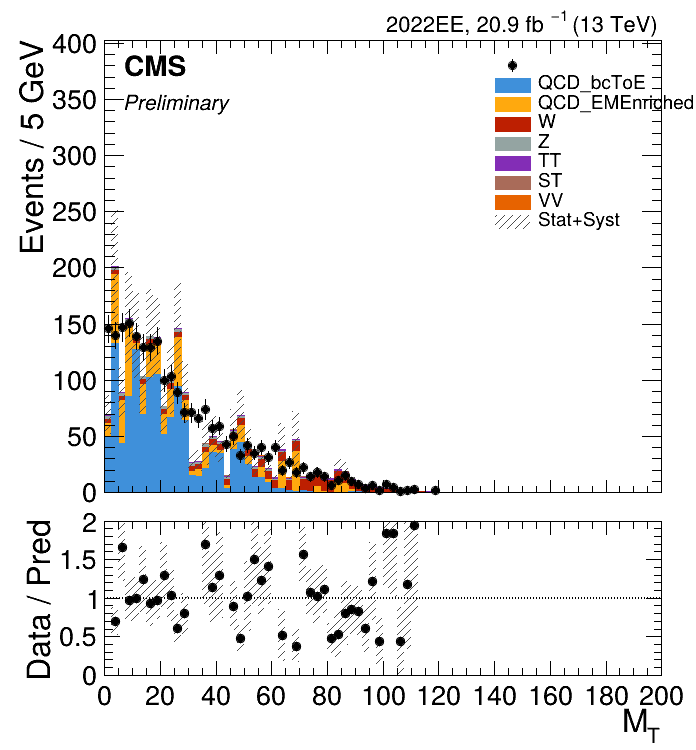 2022EE, 20.9 fb⁻¹ (13 TeV)
CMS
Preliminary
QCD_bcToE
QCD_EMEnriched
W
Z
TT
ST
VV
Stat+Syst
Events / 5 GeV
400
350
300
250
200
150
100
50
0
Data / Pred
2
1.5
1
0.5
0
0 20 40 60 80 100 120 140 160 180 200
M_T